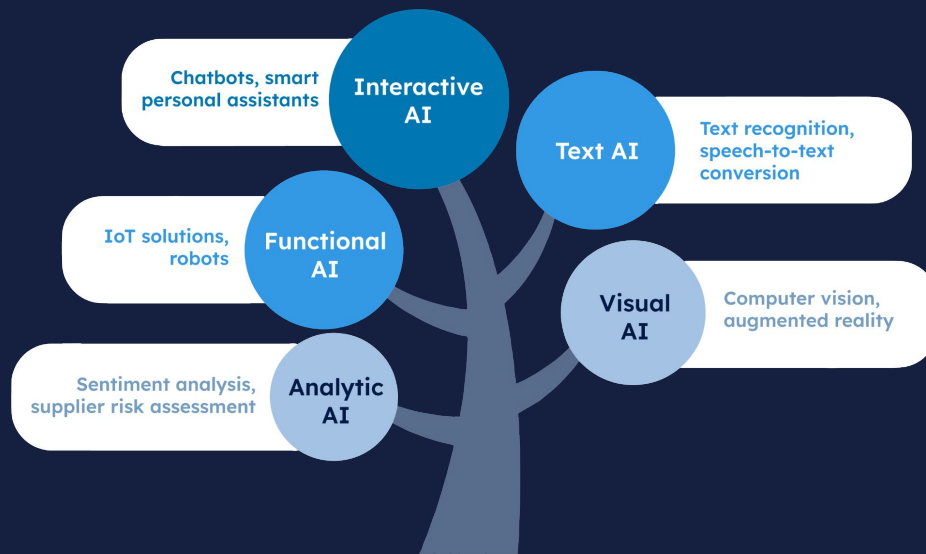 Chatbots, smart
personal assistants
Interactive
AI
Text AI
Text recognition,
speech-to-text
conversion
IoT solutions,
robots
Functional
AI
Visual
AI
Computer vision,
augmented reality
Sentiment analysis,
supplier risk assessment
Analytic
AI